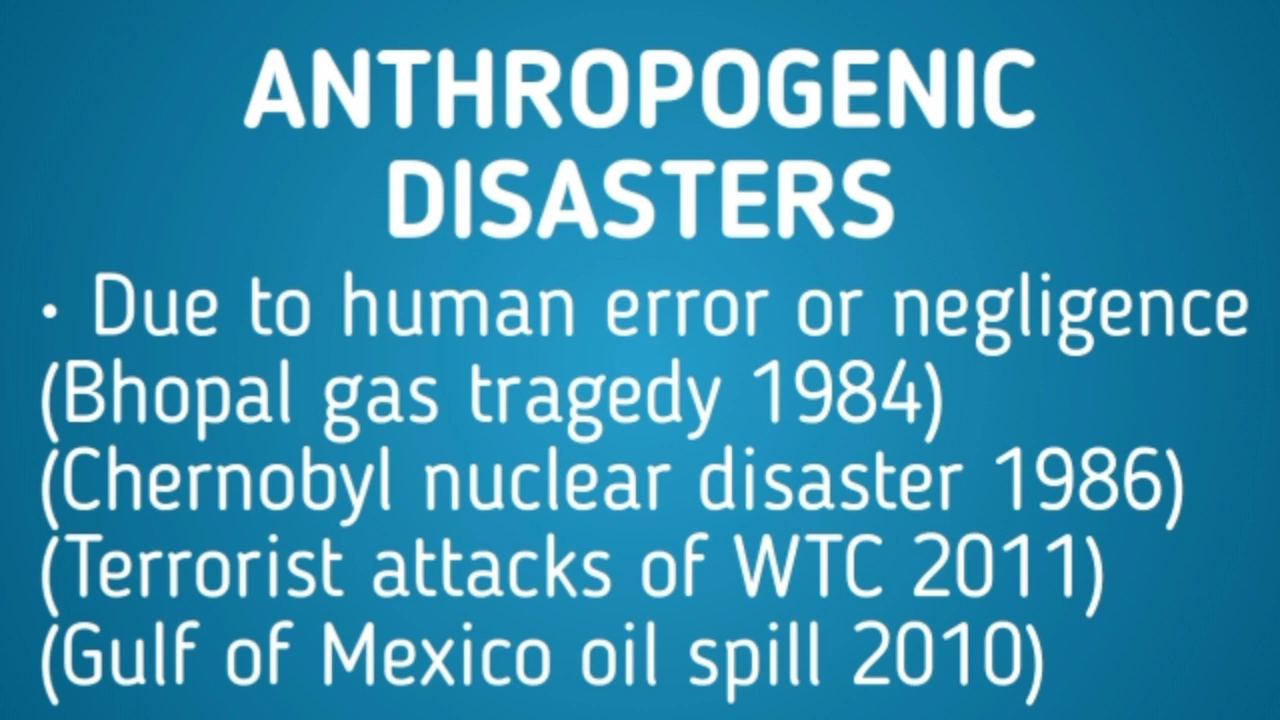 ANTHROPOGENIC
DISASTERS
• Due to human error or negligence
(Bhopal gas tragedy 1984)
(Chernobyl nuclear disaster 1986)
(Terrorist attacks of WTC 2011)
(Gulf of Mexico oil spill 2010)